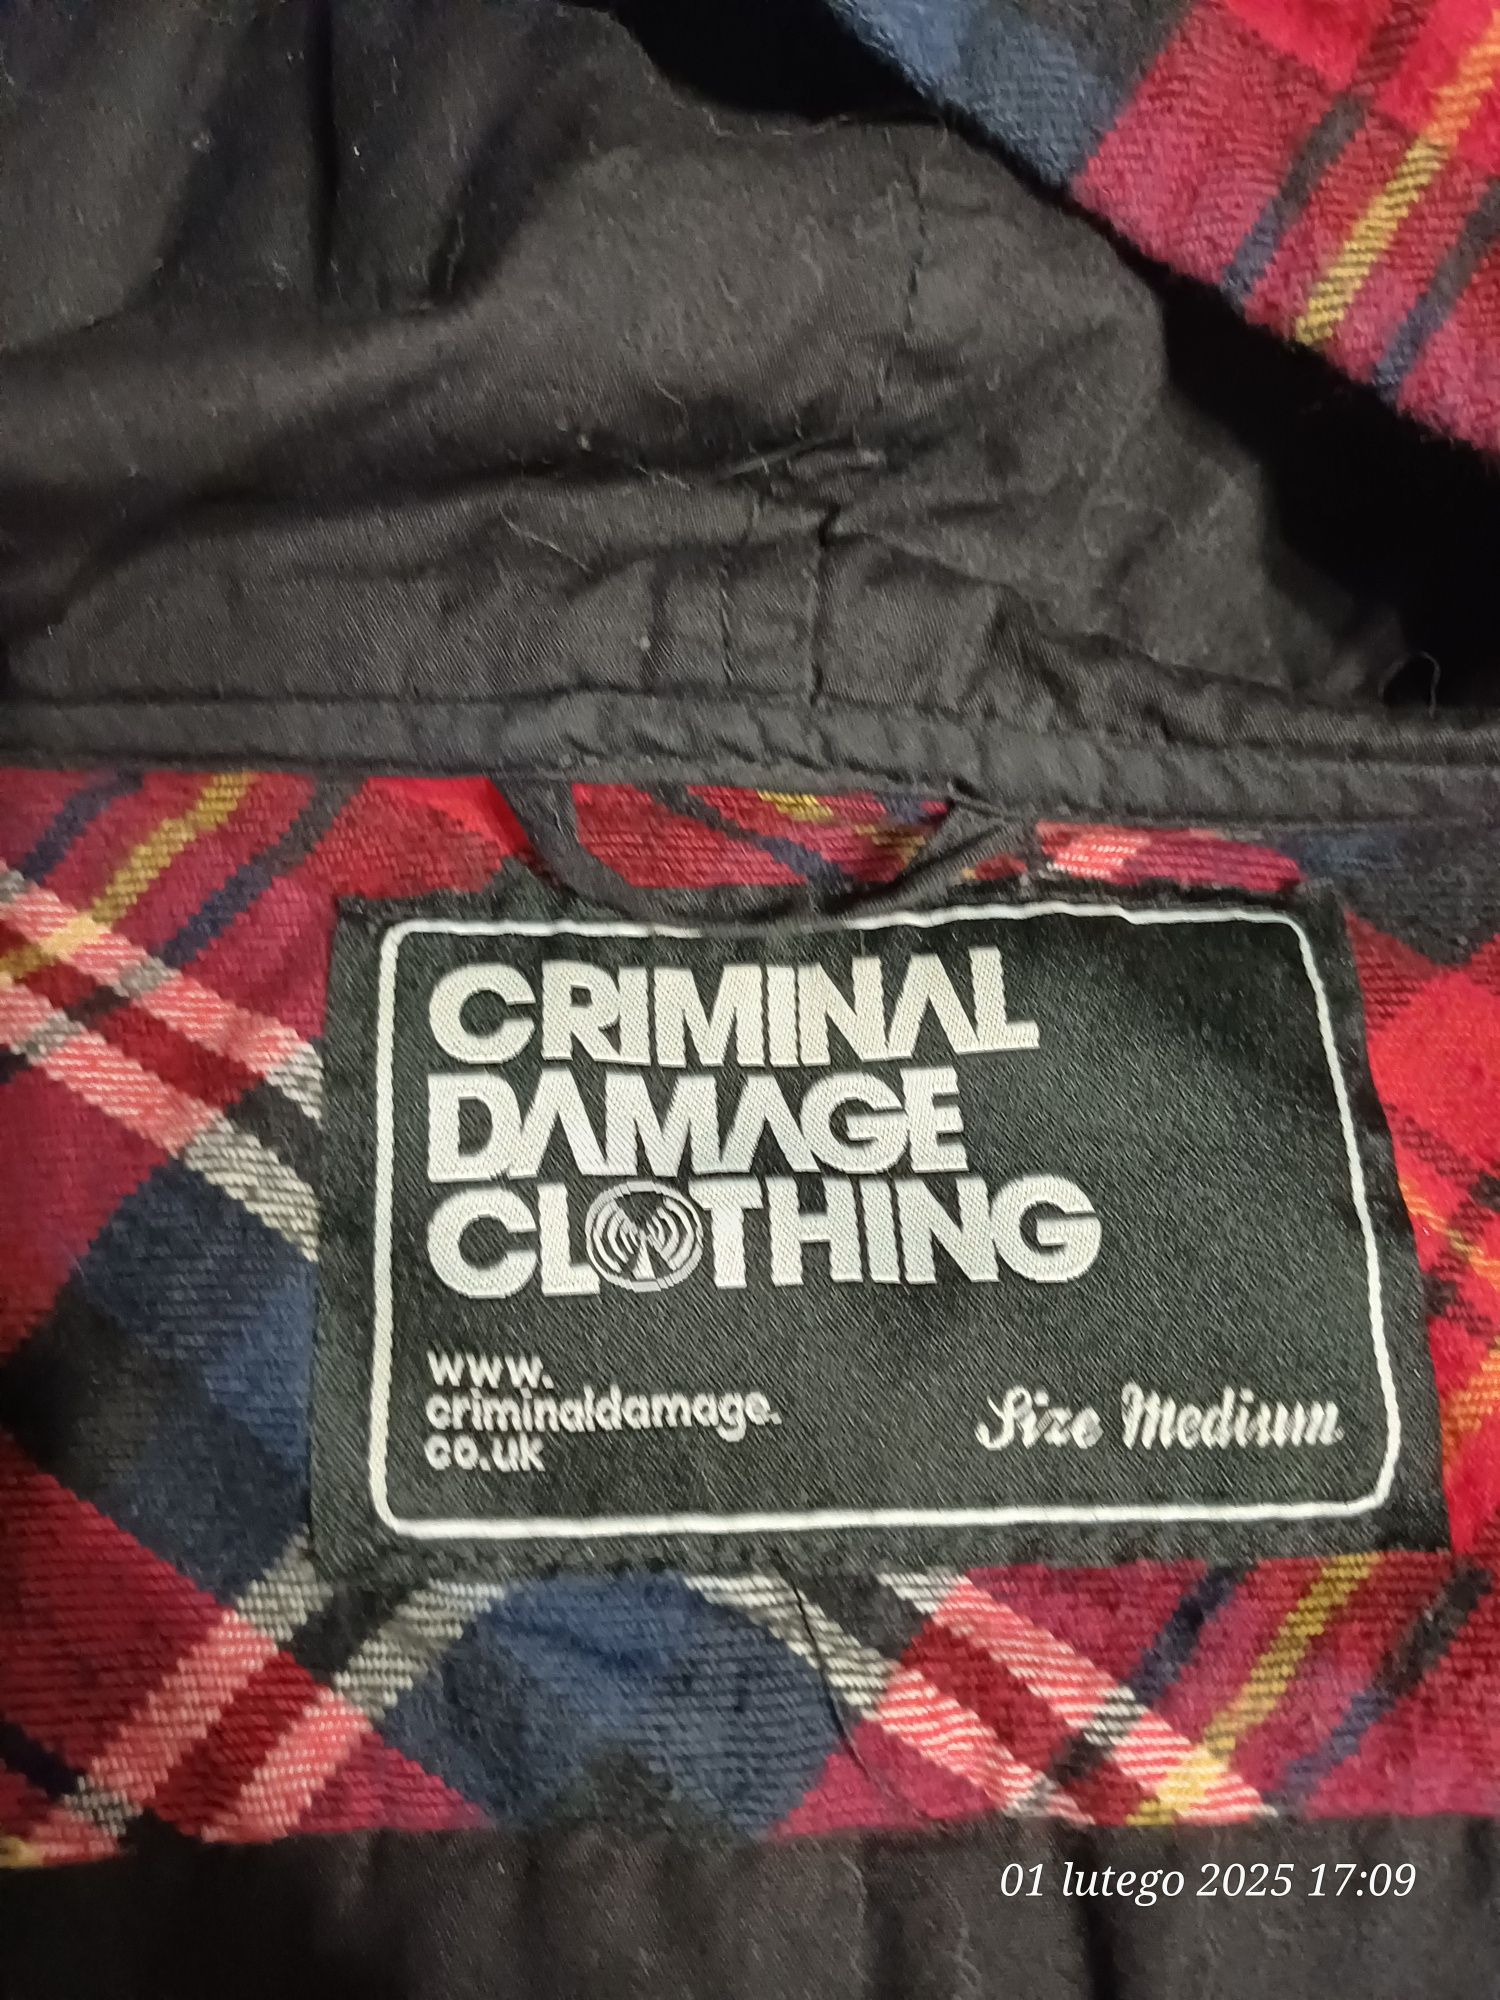 CRIMINAL
DAMAGE
CLOTHING
www.
criminaldamage.
co.uk
Size Medium
01 lutego 2025 17:09